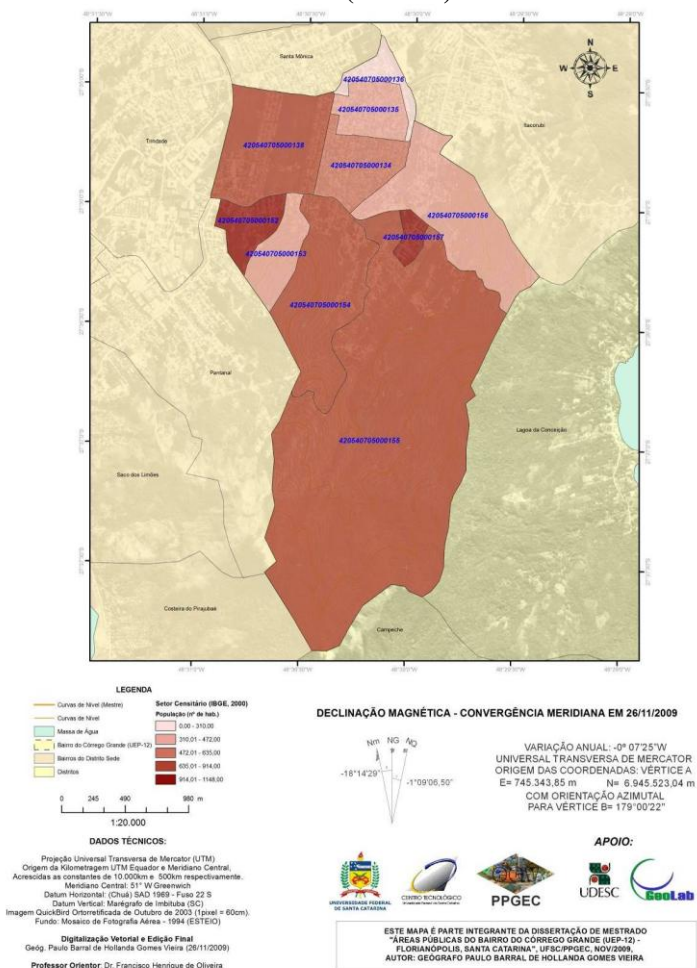 Santa Mônica
N
W E
S
420540705000136
420540705000135
Itacorubi
Trindade
420540705000138
420540705000134
420540705000152
420540705000156
420540705000157
420540705000153
420540705000154
Pantanal
Lagoa da Conceição
420540705000155
Saco dos Limões
Costeira do Pirajubaé
Campeche
LEGENDA
Curvas de Nível (Mestre)
Curvas de Nível
Massa de Água
Bairro do Córrego Grande (UEP-12)
Bairros do Distrito Sede
Distritos
Setor Censitário (IBGE, 2000)
População (nº de hab.)
0,00 - 310,00
310,01 - 472,00
472,01 - 635,00
635,01 - 914,00
914,01 - 1148,00
0 245 490 980 m
1:20.000
DADOS TÉCNICOS:
Projeção Universal Transversa de Mercator (UTM)
Origem da Kilometragem UTM Equador e Meridiano Central,
Acrescidas as constantes de 10.000km e 500km respectivamente.
Meridiano Central: 51° W Greenwich
Datum Horizontal: (Chuá) SAD 1969 - Fuso 22 S
Datum Vertical: Marégrafo de Imbituba (SC)
Imagem QuickBird Ortorretificada de Outubro de 2003 (1pixel = 60cm).
Fundo: Mosaico de Fotografia Aérea - 1994 (ESTEIO)
Digitalização Vetorial e Edição Final
Geóg. Paulo Barral de Hollanda Gomes Vieira (26/11/2009)
Professor Orientor: Dr. Francisco Henrique de Oliveira
DECLINAÇÃO MAGNÉTICA - CONVERGÊNCIA MERIDIANA EM 26/11/2009
Nm NG NQ
-18°14'29"
-1°09'06,50"
VARIAÇÃO ANUAL: -0º 07'25"W
UNIVERSAL TRANSVERSA DE MERCATOR
ORIGEM DAS COORDENADAS: VÉRTICE A
E= 745.343,85 m N= 6.945.523,04 m
COM ORIENTAÇÃO AZIMUTAL
PARA VÉRTICE B= 179°00'22"
APOIO:
UNIVERSIDADE FEDERAL
DE SANTA CATARINA
CENTRO TECNOLÓGICO
PPGEC
UDESC
GeoLab
ESTE MAPA É PARTE INTEGRANTE DA DISSERTAÇÃO DE MESTRADO
"ÁREAS PÚBLICAS DO BAIRRO DO CÓRREGO GRANDE (UEP-12) -
FLORIANÓPOLIS, SANTA CATARINA", UFSC/PPGEC, NOV/2009,
AUTOR: GEÓGRAFO PAULO BARRAL DE HOLLANDA GOMES VIEIRA